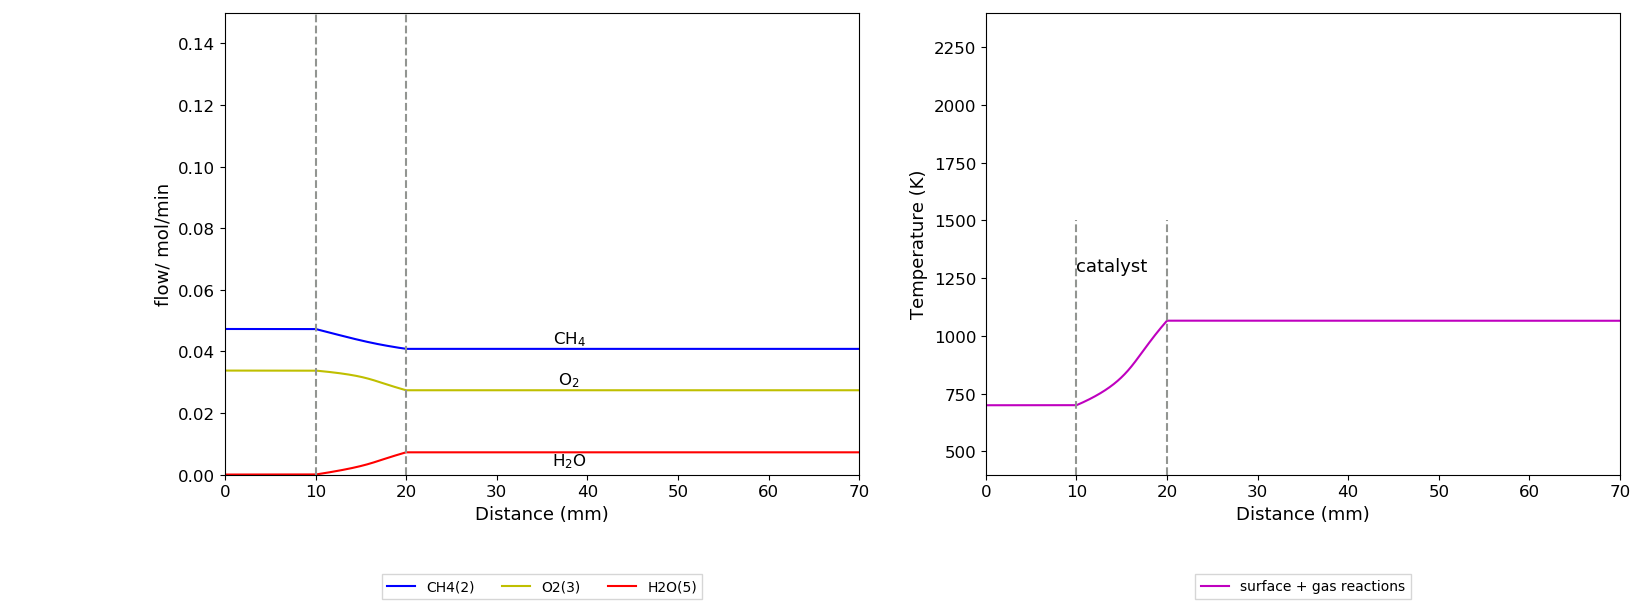 0.14
0.12
0.10
0.08
0.06
0.04
0.02
0.00
flow/ mol/min
CH₄
O₂
H₂O
0 10 20 30 40 50 60 70
Distance (mm)
CH4(2) O2(3) H2O(5)
2250
2000
1750
1500
1250
1000
750
500
Temperature (K)
catalyst
0 10 20 30 40 50 60 70
Distance (mm)
surface + gas reactions